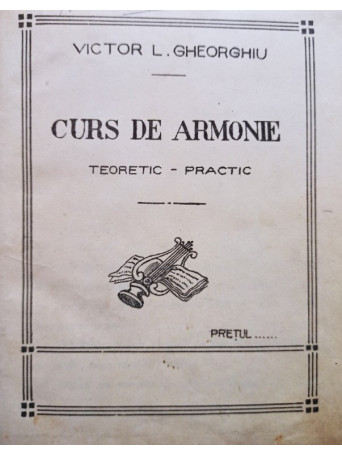 VICTOR L. GHEORGHIU
CURS DE ARMONIE
TEORETIC - PRACTIC
PREȚUL......